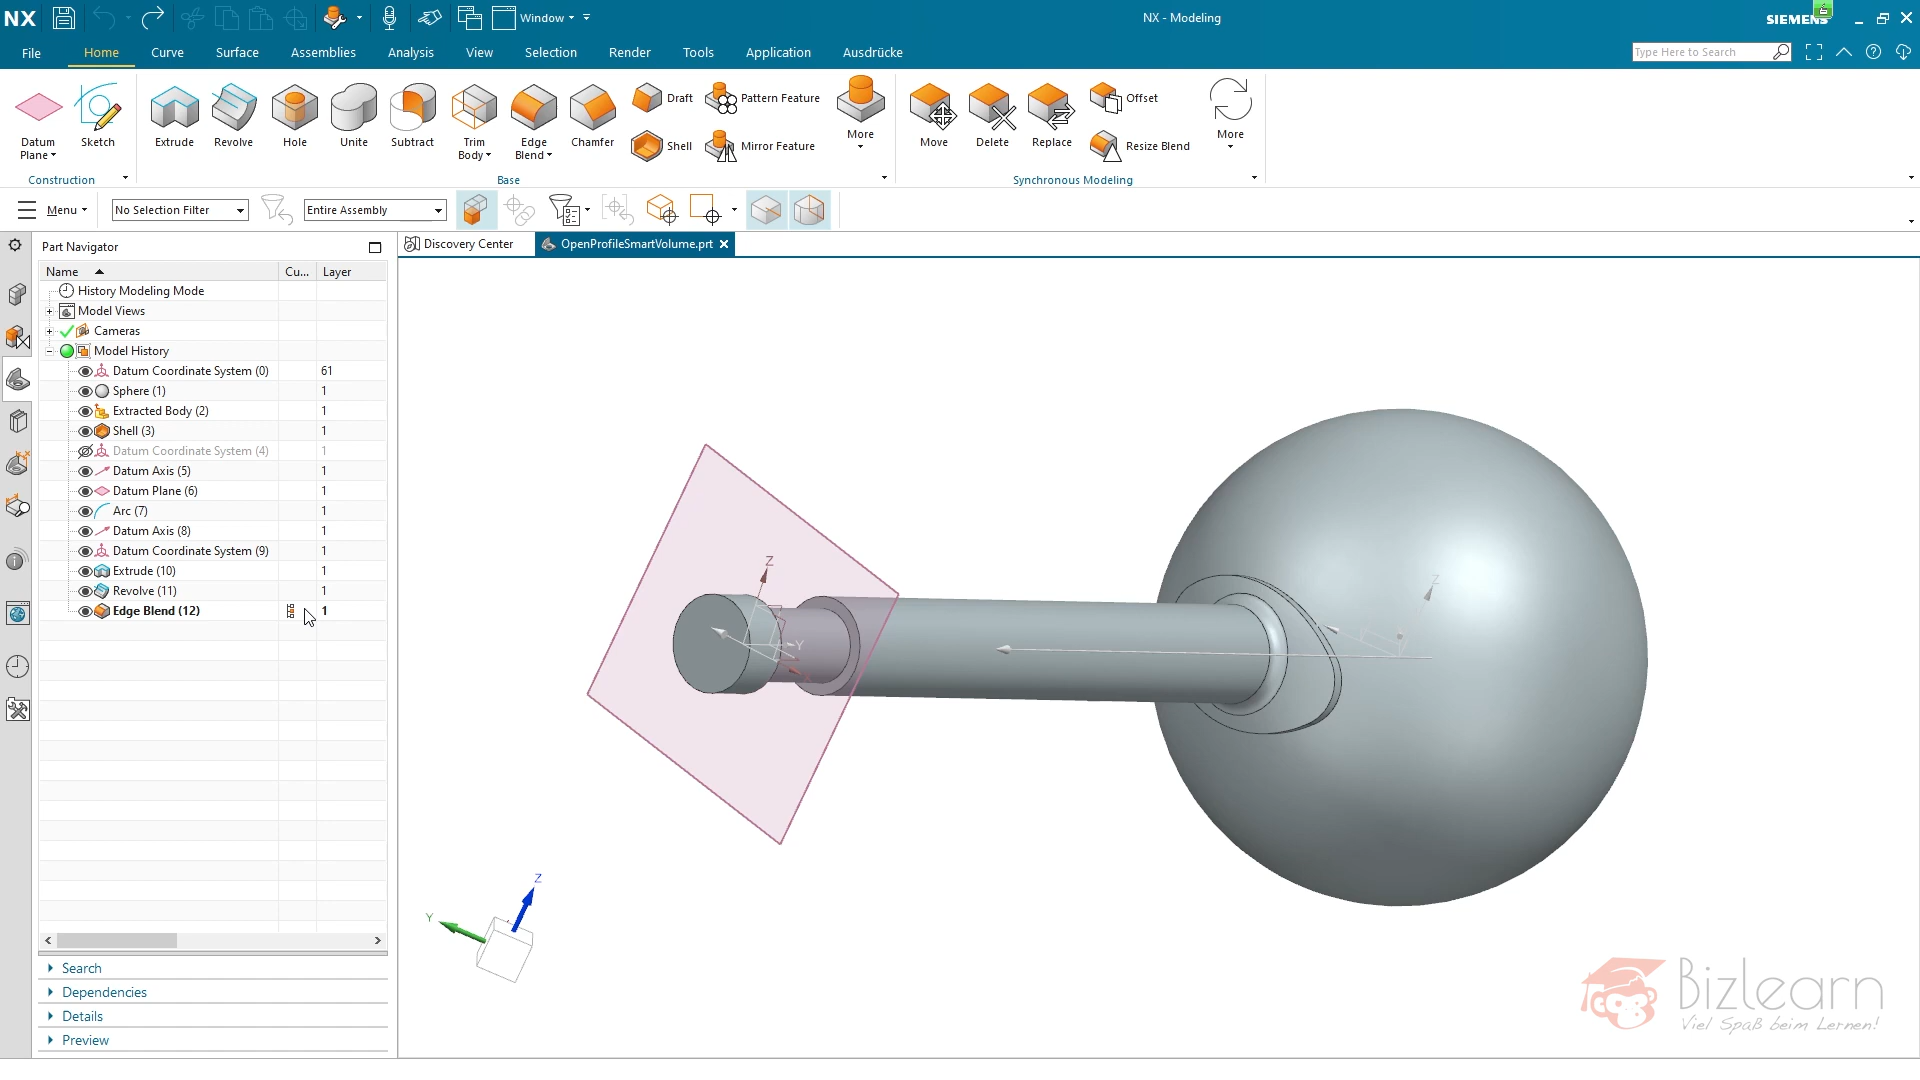 NX
Window
NX - Modeling
SIEMENS
File
Home
Curve
Surface
Assemblies
Analysis
View
Selection
Render
Tools
Application
Ausdrücke
Type Here to Search
Datum Plane
Sketch
Extrude
Revolve
Hole
Unite
Subtract
Trim Body
Edge Blend
Chamfer
Draft
Shell
Pattern Feature
Mirror Feature
More
Move
Delete
Replace
Offset
Resize Blend
More
Construction
Base
Synchronous Modeling
Menu
No Selection Filter
Entire Assembly
Part Navigator
Discovery Center
OpenProfileSmartVolume.prt
Name Cu... Layer
History Modeling Mode
Model Views
Cameras
Model History
Datum Coordinate System (0) 61
Sphere (1) 1
Extracted Body (2) 1
Shell (3) 1
Datum Coordinate System (4) 1
Datum Axis (5) 1
Datum Plane (6) 1
Arc (7) 1
Datum Axis (8) 1
Datum Coordinate System (9) 1
Extrude (10) 1
Revolve (11) 1
Edge Blend (12) 1
Search
Dependencies
Details
Preview
Z
Y
X
Z
Z
Y
Bizlearn
Viel Spaß beim Lernen!